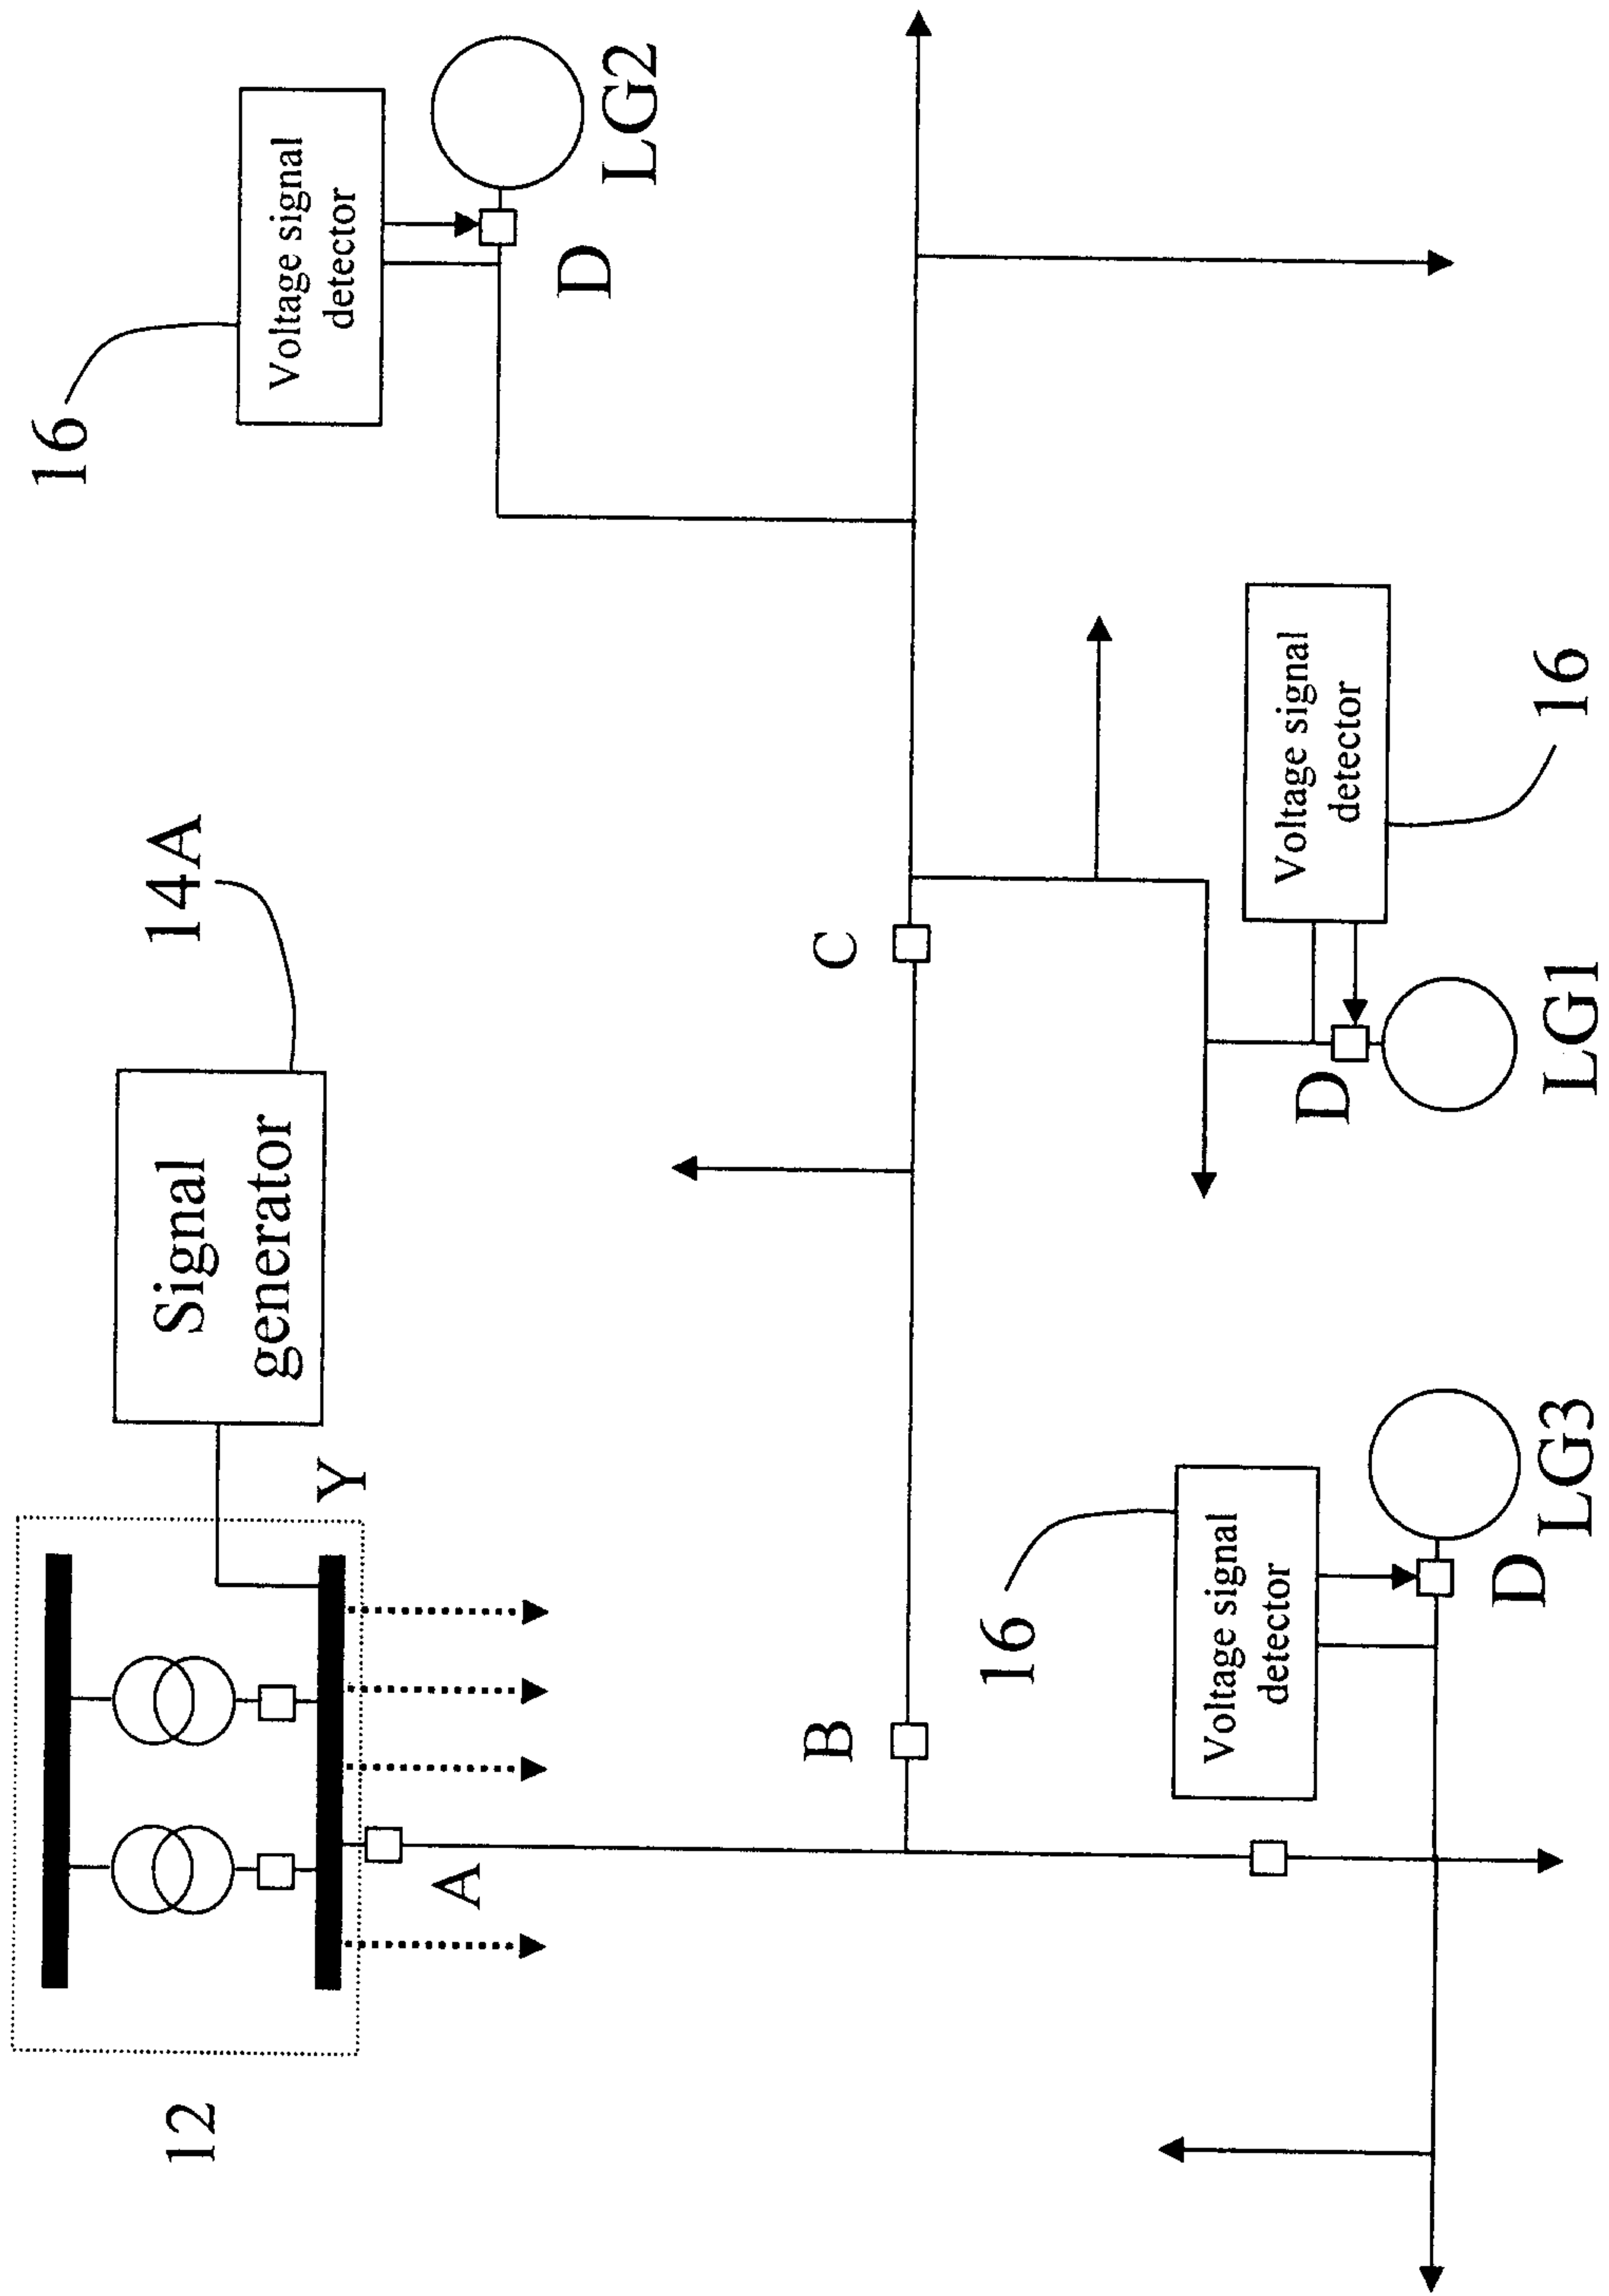 16
12
14A
Signal
generator
Voltage signal
detector
Y
A
D
LG2
B
C
16
Voltage signal
detector
Voltage signal
detector
D
D
LG3
LG1
16